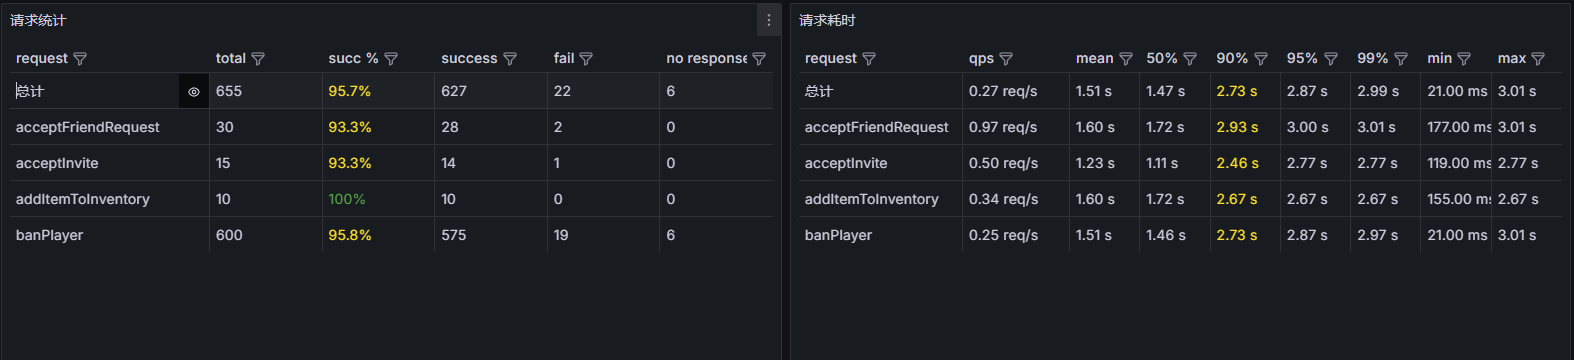 请求统计
request total succ % success fail no response
总计 655 95.7% 627 22 6
acceptFriendRequest 30 93.3% 28 2 0
acceptInvite 15 93.3% 14 1 0
addItemToInventory 10 100% 10 0 0
banPlayer 600 95.8% 575 19 6
请求耗时
request qps mean 50% 90% 95% 99% min max
总计 0.27 req/s 1.51 s 1.47 s 2.73 s 2.87 s 2.99 s 21.00 ms 3.01 s
acceptFriendRequest 0.97 req/s 1.60 s 1.72 s 2.93 s 3.00 s 3.01 s 177.00 ms 3.01 s
acceptInvite 0.50 req/s 1.23 s 1.11 s 2.46 s 2.77 s 2.77 s 119.00 ms 2.77 s
addItemToInventory 0.34 req/s 1.60 s 1.72 s 2.67 s 2.67 s 2.67 s 155.00 ms 2.67 s
banPlayer 0.25 req/s 1.51 s 1.46 s 2.73 s 2.87 s 2.97 s 21.00 ms 3.01 s